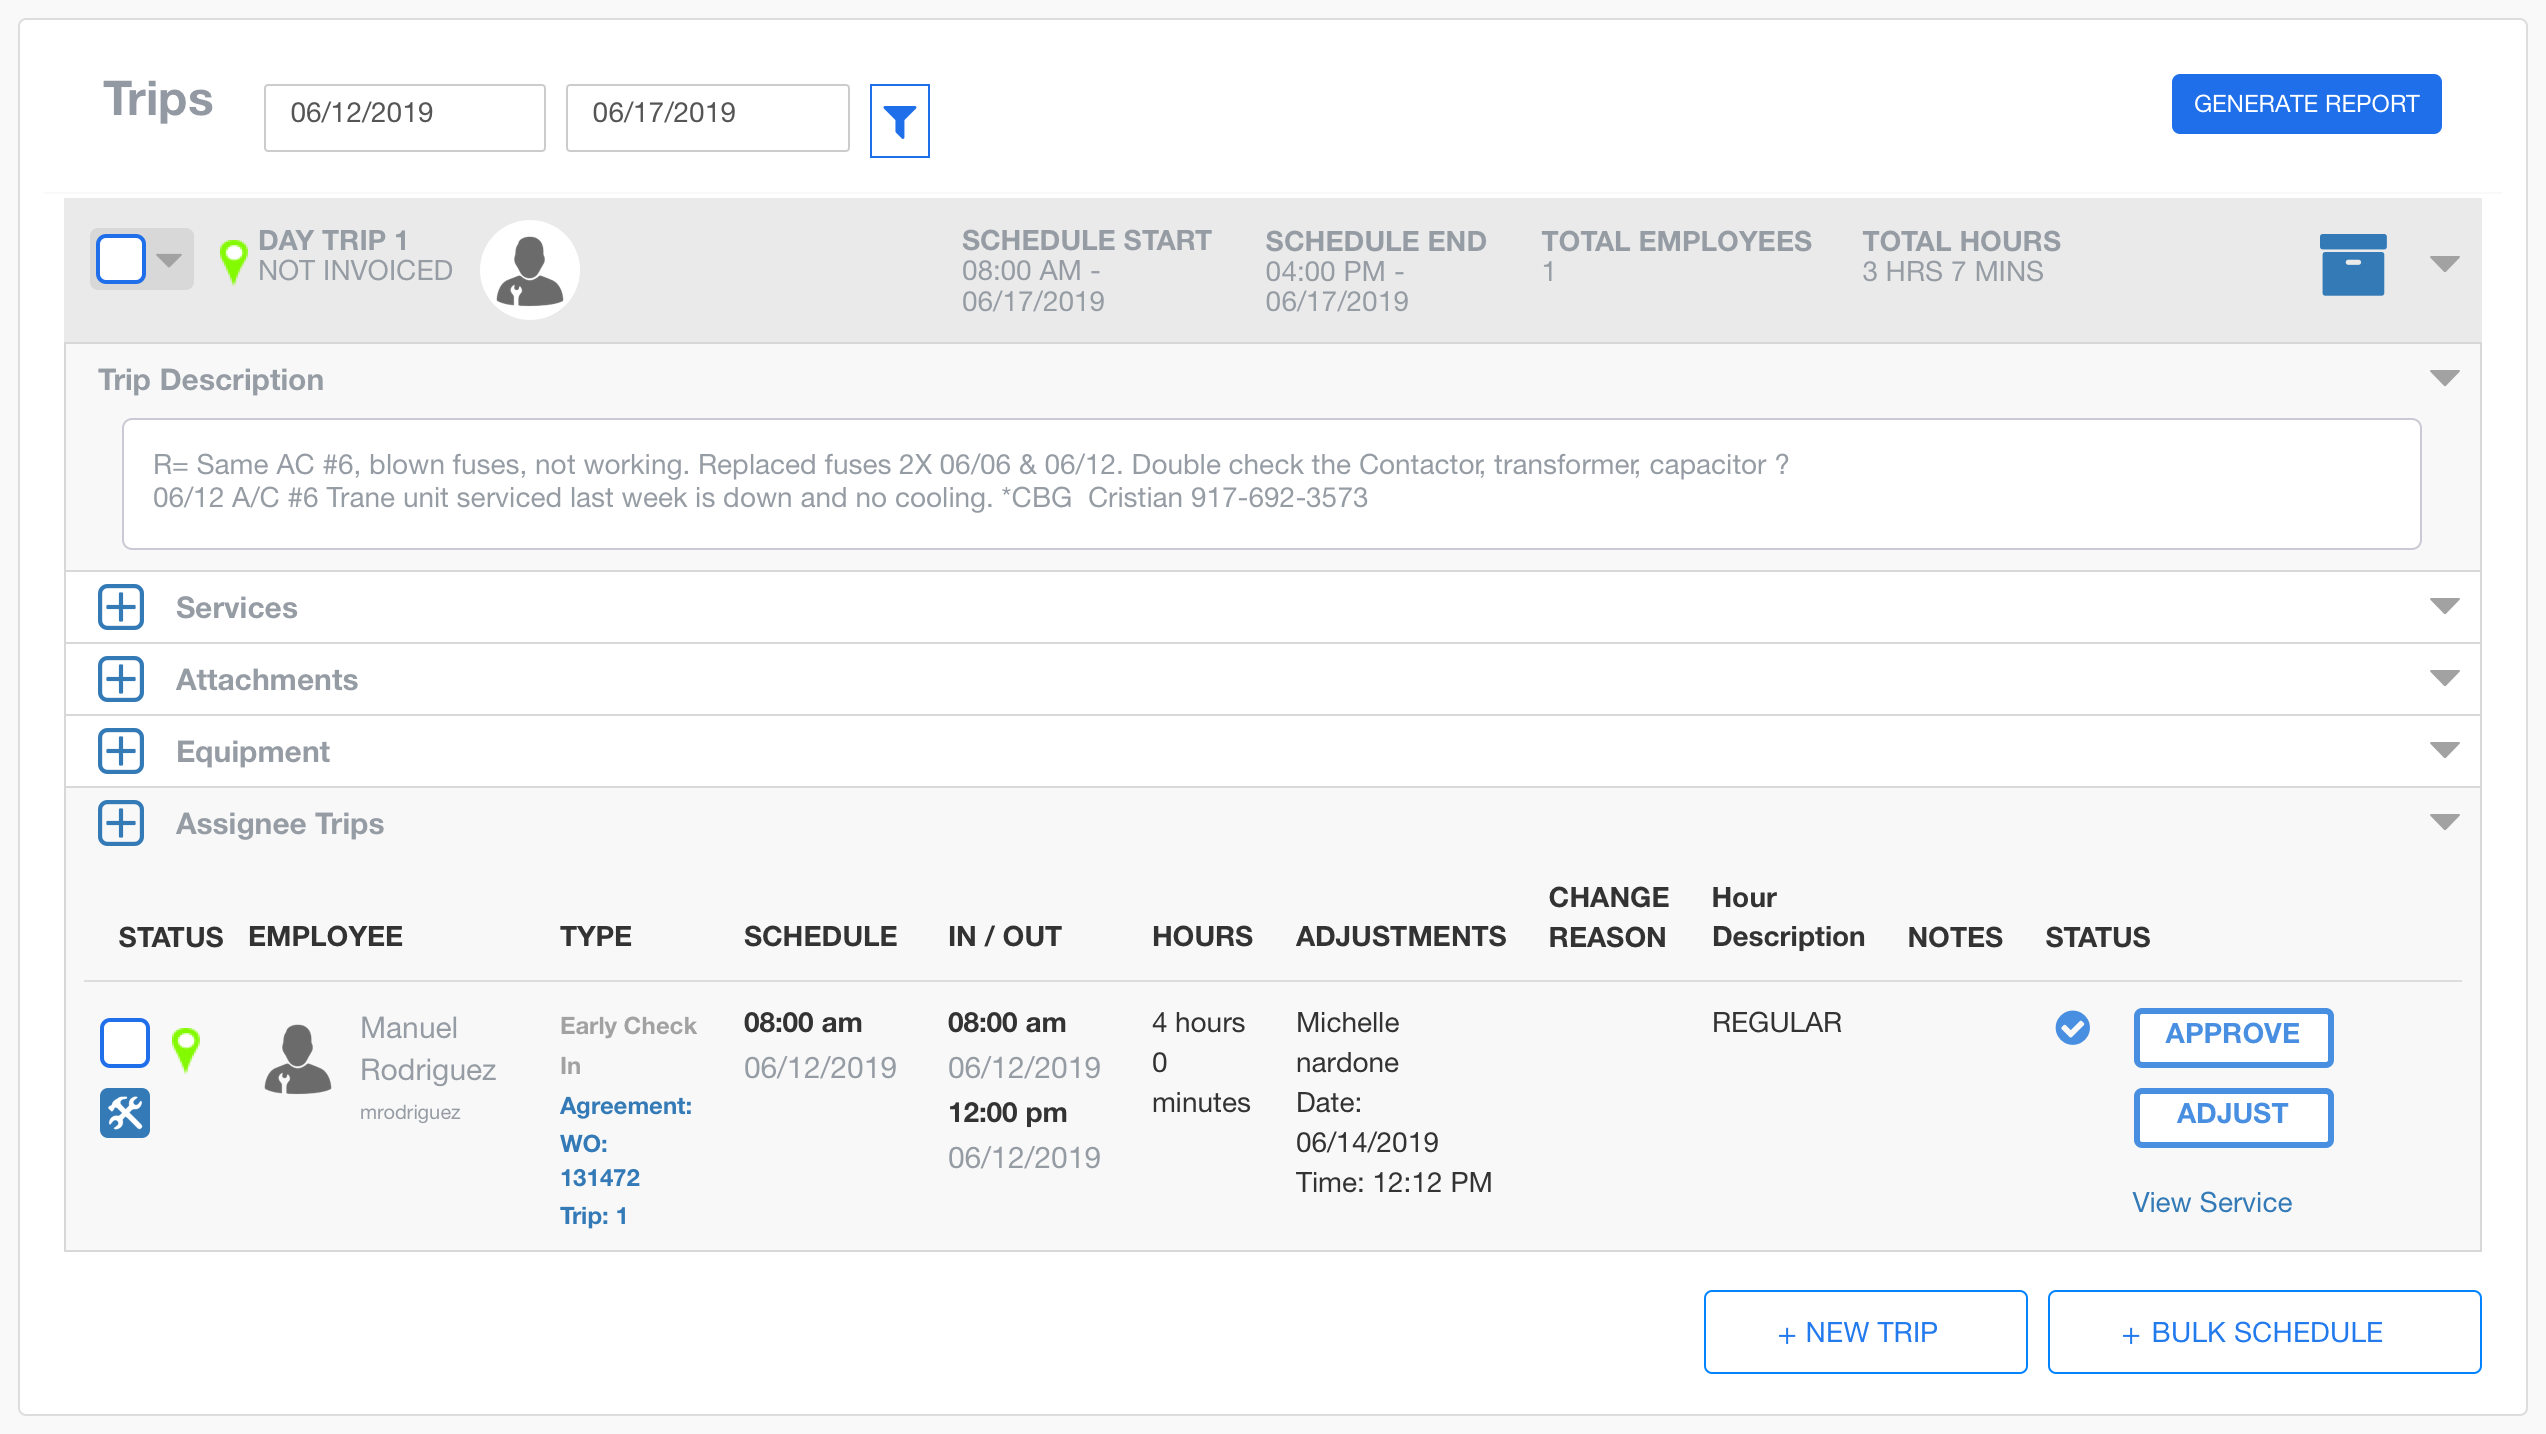 Trips
06/12/2019
06/17/2019
GENERATE REPORT
DAY TRIP 1
NOT INVOICED
SCHEDULE START
08:00 AM -
06/17/2019
SCHEDULE END
04:00 PM -
06/17/2019
TOTAL EMPLOYEES
1
TOTAL HOURS
3 HRS 7 MINS
Trip Description
R= Same AC #6, blown fuses, not working. Replaced fuses 2X 06/06 & 06/12. Double check the Contactor, transformer, capacitor ?
06/12 A/C #6 Trane unit serviced last week is down and no cooling. *CBG  Cristian 917-692-3573
Services
Attachments
Equipment
Assignee Trips
STATUS
EMPLOYEE
TYPE
SCHEDULE
IN / OUT
HOURS
ADJUSTMENTS
CHANGE
REASON
Hour
Description
NOTES
STATUS
Manuel
Rodriguez
mrodriguez
Early Check
In
Agreement:
WO:
131472
Trip: 1
08:00 am
06/12/2019
08:00 am
06/12/2019
12:00 pm
06/12/2019
4 hours
0
minutes
Michelle
nardone
Date:
06/14/2019
Time: 12:12 PM
REGULAR
APPROVE
ADJUST
View Service
+ NEW TRIP
+ BULK SCHEDULE